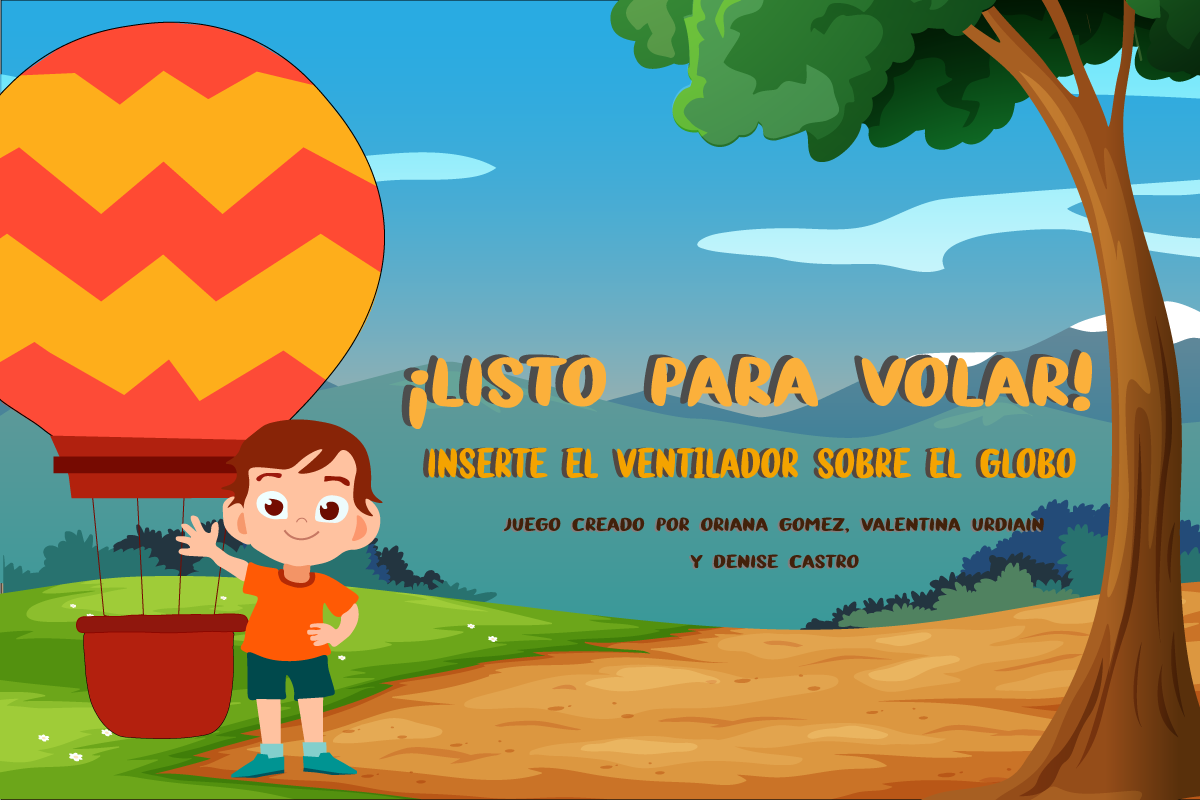 ¡LISTO PARA VOLAR!
INSERTE EL VENTILADOR SOBRE EL GLOBO
JUEGO CREADO POR ORIANA GOMEZ, VALENTINA URDIAIN
Y DENISE CASTRO